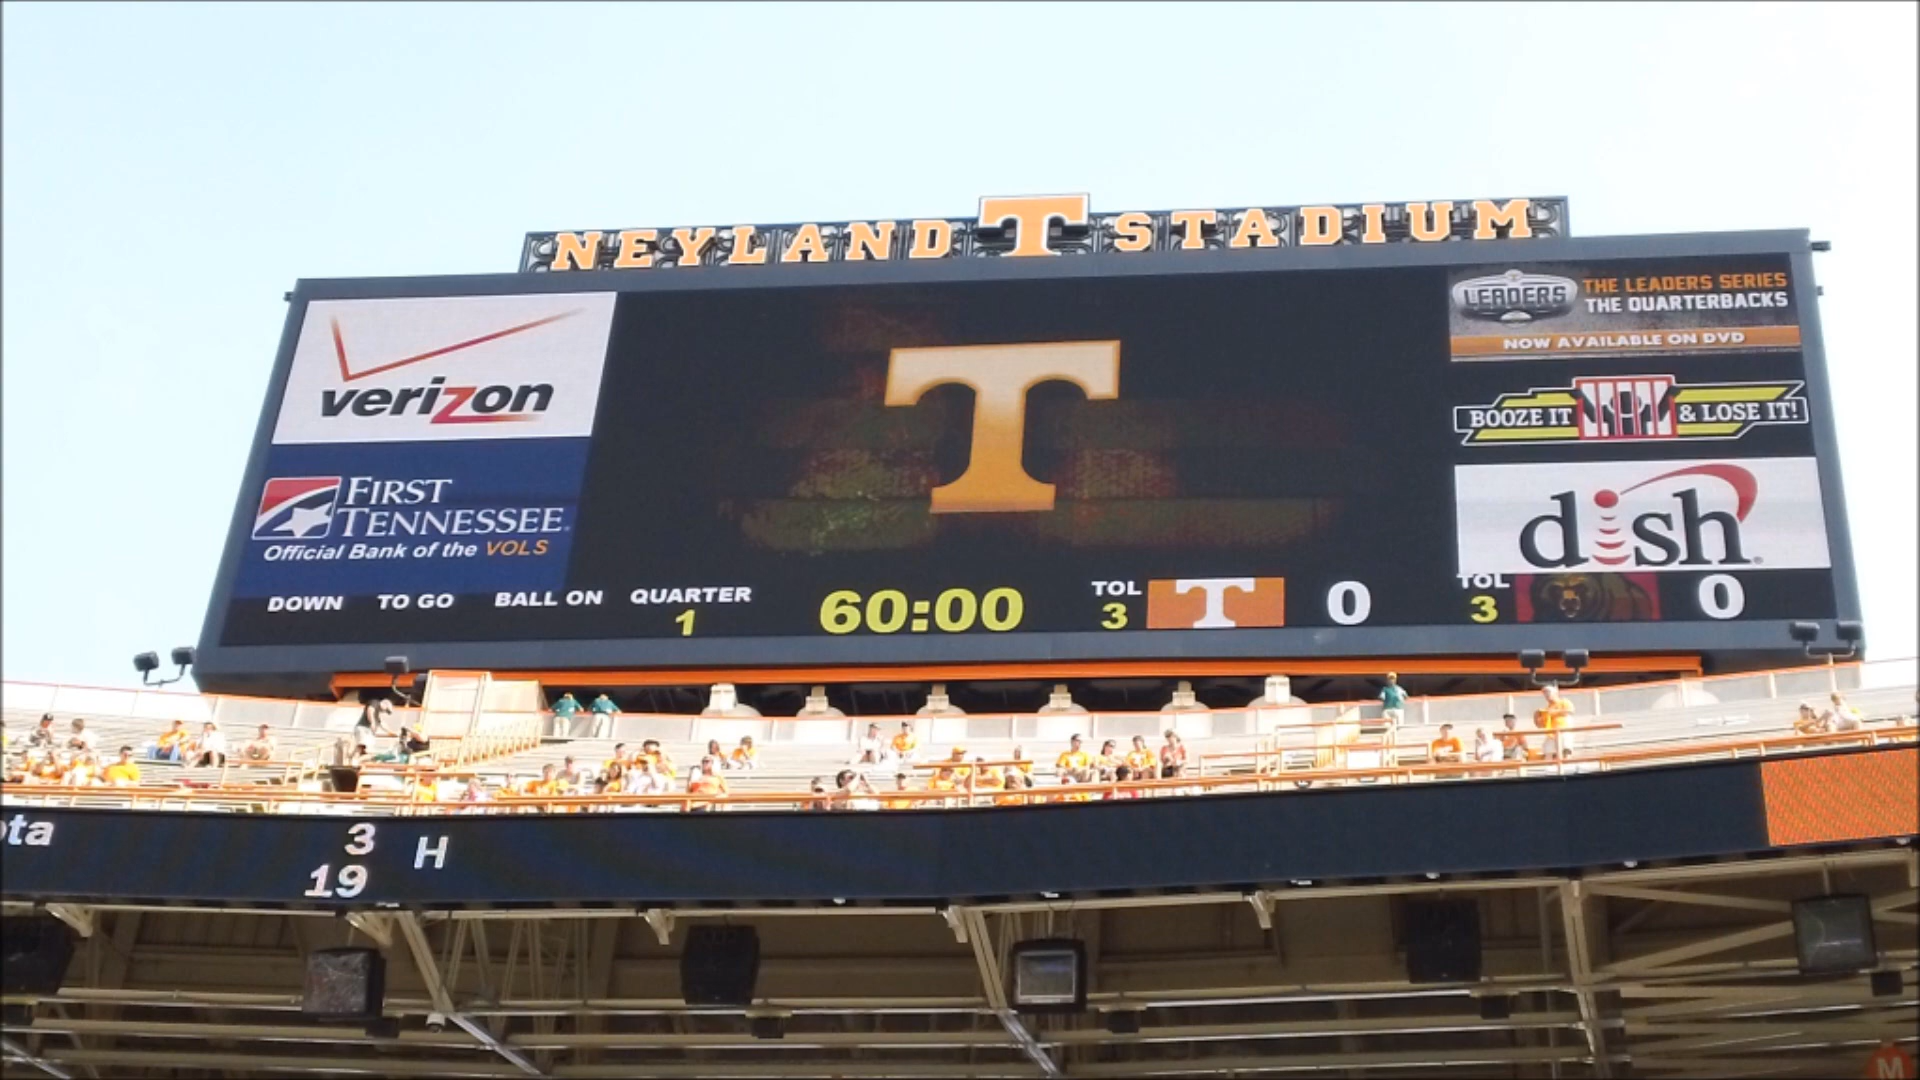 NEYLAND T STADIUM
verizon
FIRST
TENNESSEE
Official Bank of the VOLS
T
LEADERS
THE LEADERS SERIES
THE QUARTERBACKS
NOW AVAILABLE ON DVD
BOOZE IT & LOSE IT!
dish
DOWN TO GO BALL ON QUARTER
1
60:00
TOL
3
T
0
TOL
3
0
ota
3
19
H
M